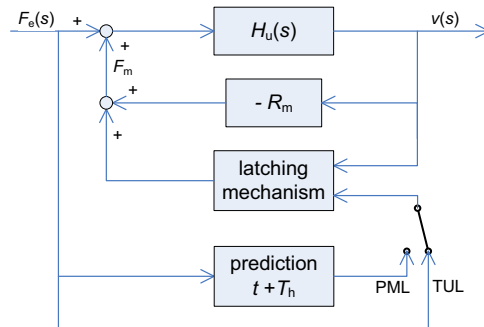 Fe(s) + Hu(s) v(s)
+
Fm
+ - Rm
+ latching
mechanism
prediction
t +Th
PML TUL